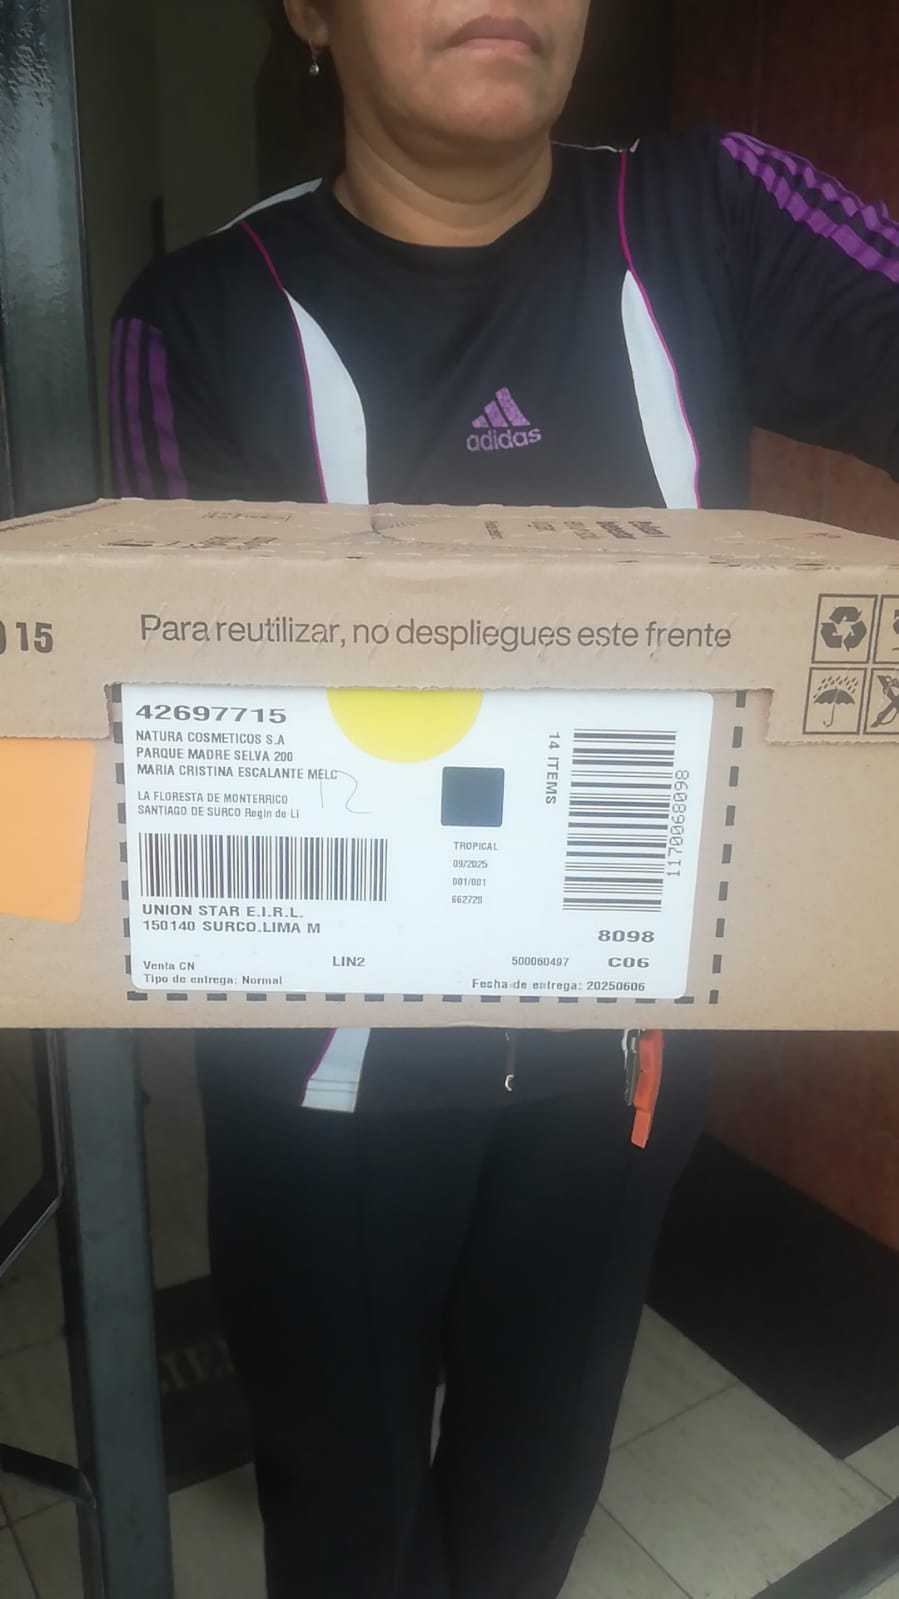 adidas
15
Para reutilizar, no despliegues este frente
42697715
NATURA COSMETICOS S.A
PARQUE MADRE SELVA 200
MARIA CRISTINA ESCALANTE MELC
LA FLORESTA DE MONTERRICO
SANTIAGO DE SURCO Regin de Li
12
14 ITEMS
1170068098
TROPICAL
09/2025
001/001
662728
UNION STAR E.I.R.L.
150140 SURCO.LIMA M
8098
Venta CN
LIN2
500060497
C06
Tipo de entrega: Normal
Fecha de entrega: 20250606